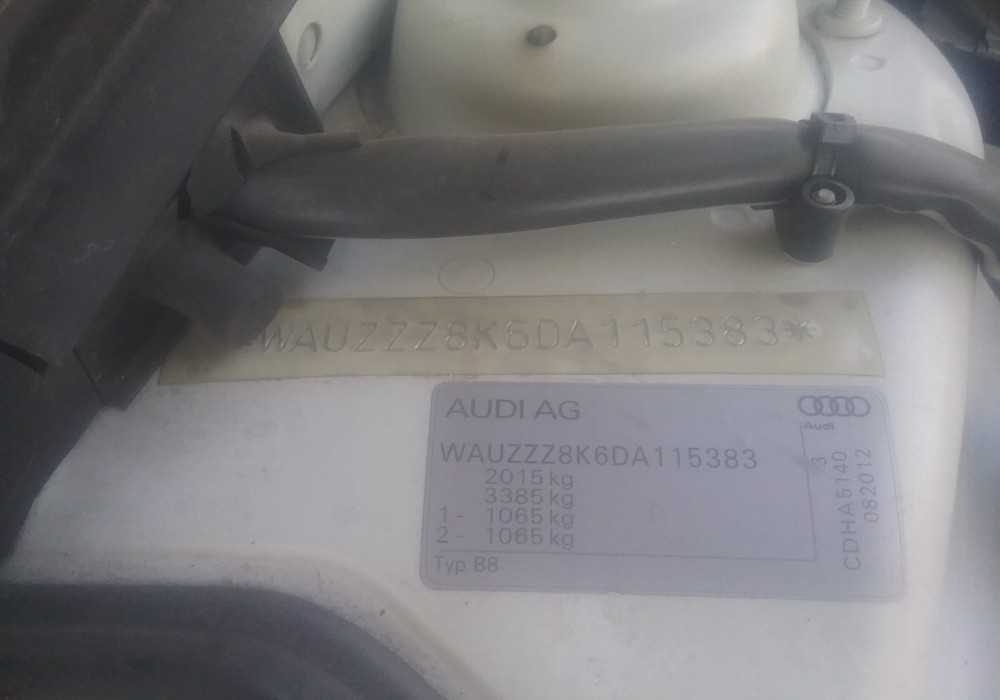 WAUZZZ8K6DA115383*
AUDI AG
Audi
WAUZZZ8K6DA115383
2015 kg
3385 kg
1- 1065 kg
2- 1065 kg
Typ B8
3
CDHA5140
082012